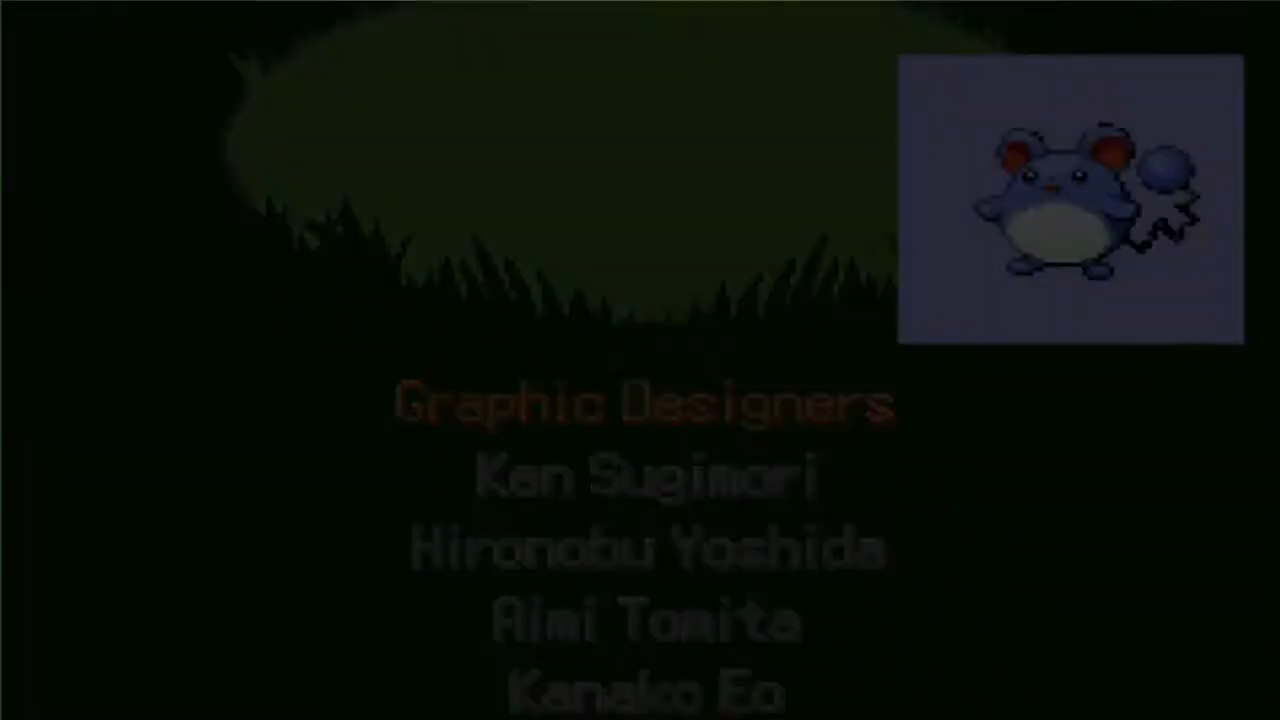 Graphic Designers
Ken Sugimori
Hironobu Yoshida
Aimi Tomita
Kanako Eo